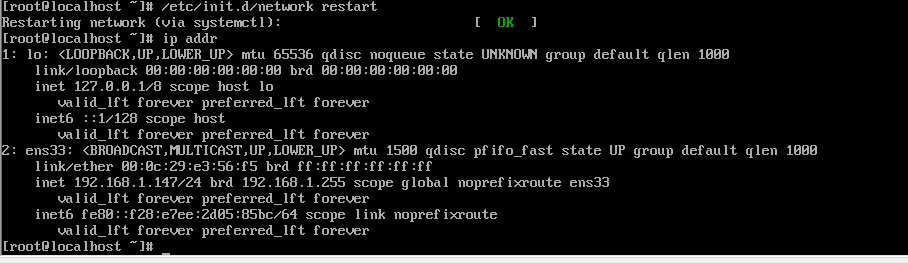 [root@localhost ~]# /etc/init.d/network restart
Restarting network (via systemctl):                        [  OK  ]
[root@localhost ~]# ip addr
1: lo: <LOOPBACK,UP,LOWER_UP> mtu 65536 qdisc noqueue state UNKNOWN group default qlen 1000
    link/loopback 00:00:00:00:00:00 brd 00:00:00:00:00:00
    inet 127.0.0.1/8 scope host lo
       valid_lft forever preferred_lft forever
    inet6 ::1/128 scope host
       valid_lft forever preferred_lft forever
2: ens33: <BROADCAST,MULTICAST,UP,LOWER_UP> mtu 1500 qdisc pfifo_fast state UP group default qlen 1000
    link/ether 00:0c:29:e3:56:f5 brd ff:ff:ff:ff:ff:ff
    inet 192.168.1.147/24 brd 192.168.1.255 scope global noprefixroute ens33
       valid_lft forever preferred_lft forever
    inet6 fe80::f28:e7ee:2d05:85bc/64 scope link noprefixroute
       valid_lft forever preferred_lft forever
[root@localhost ~]# _